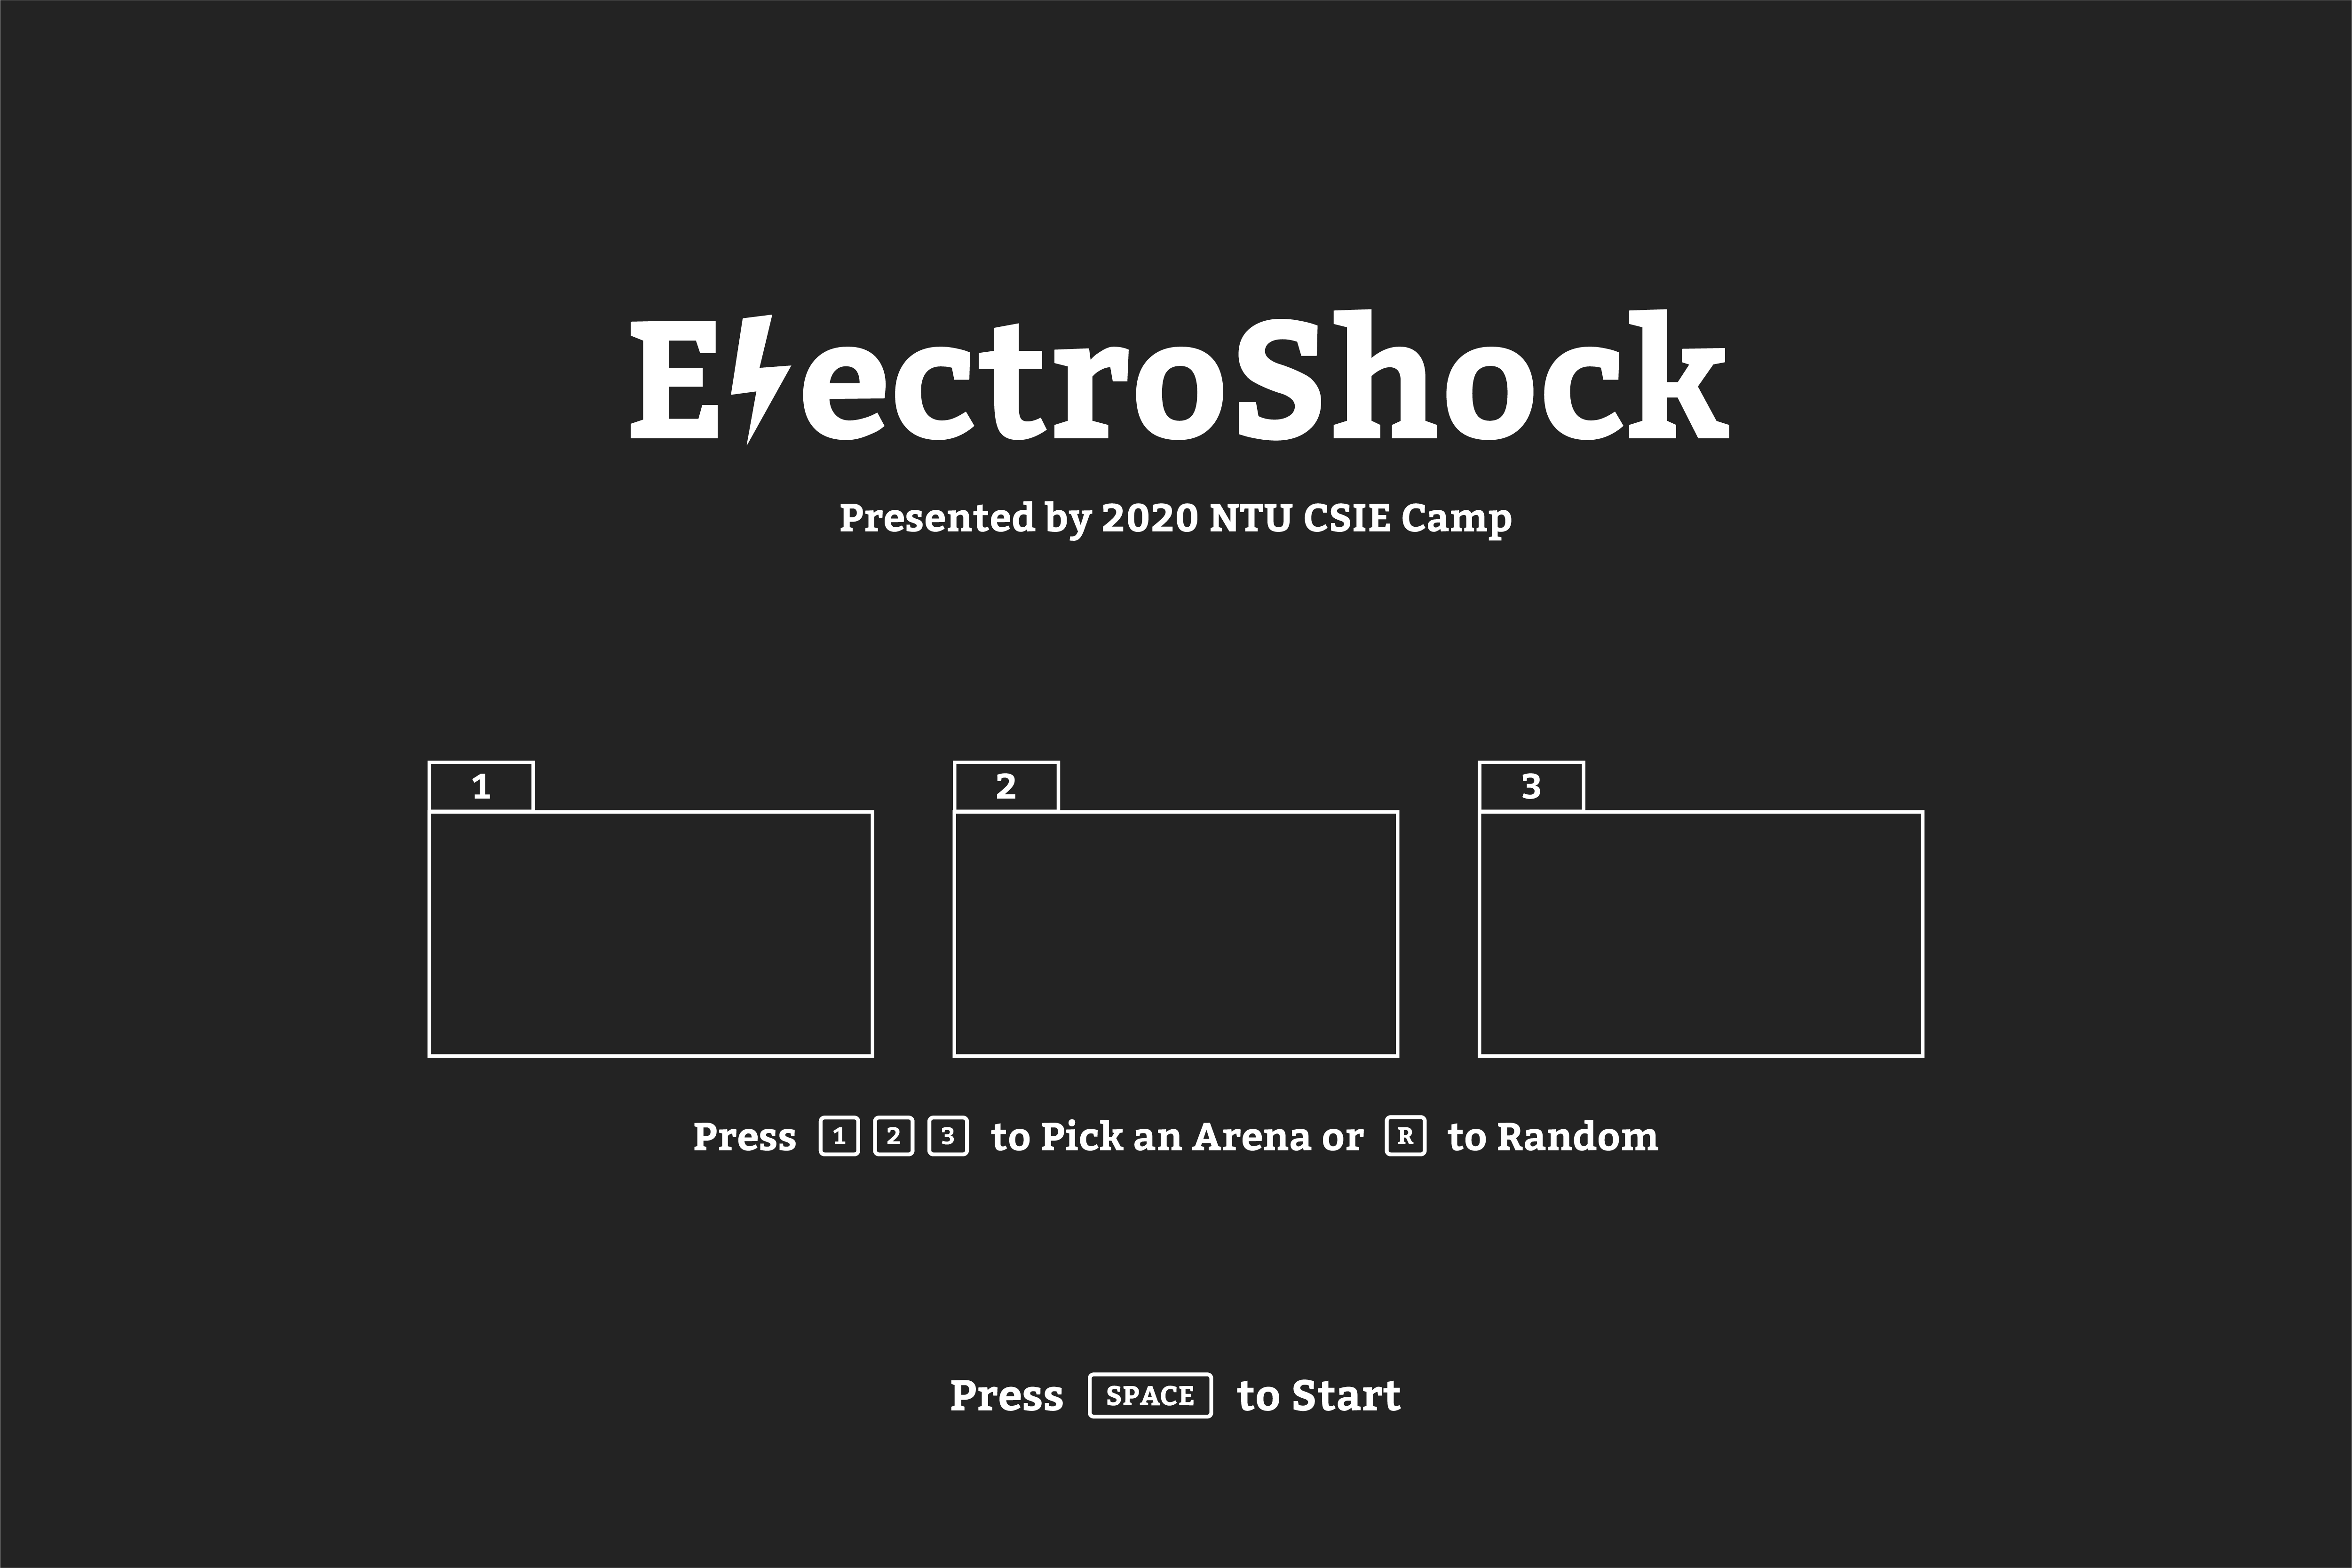 ElectroShock
Presented by 2020 NTU CSIE Camp
1 2 3
Press 1 2 3 to Pick an Arena or R to Random
Press SPACE to Start